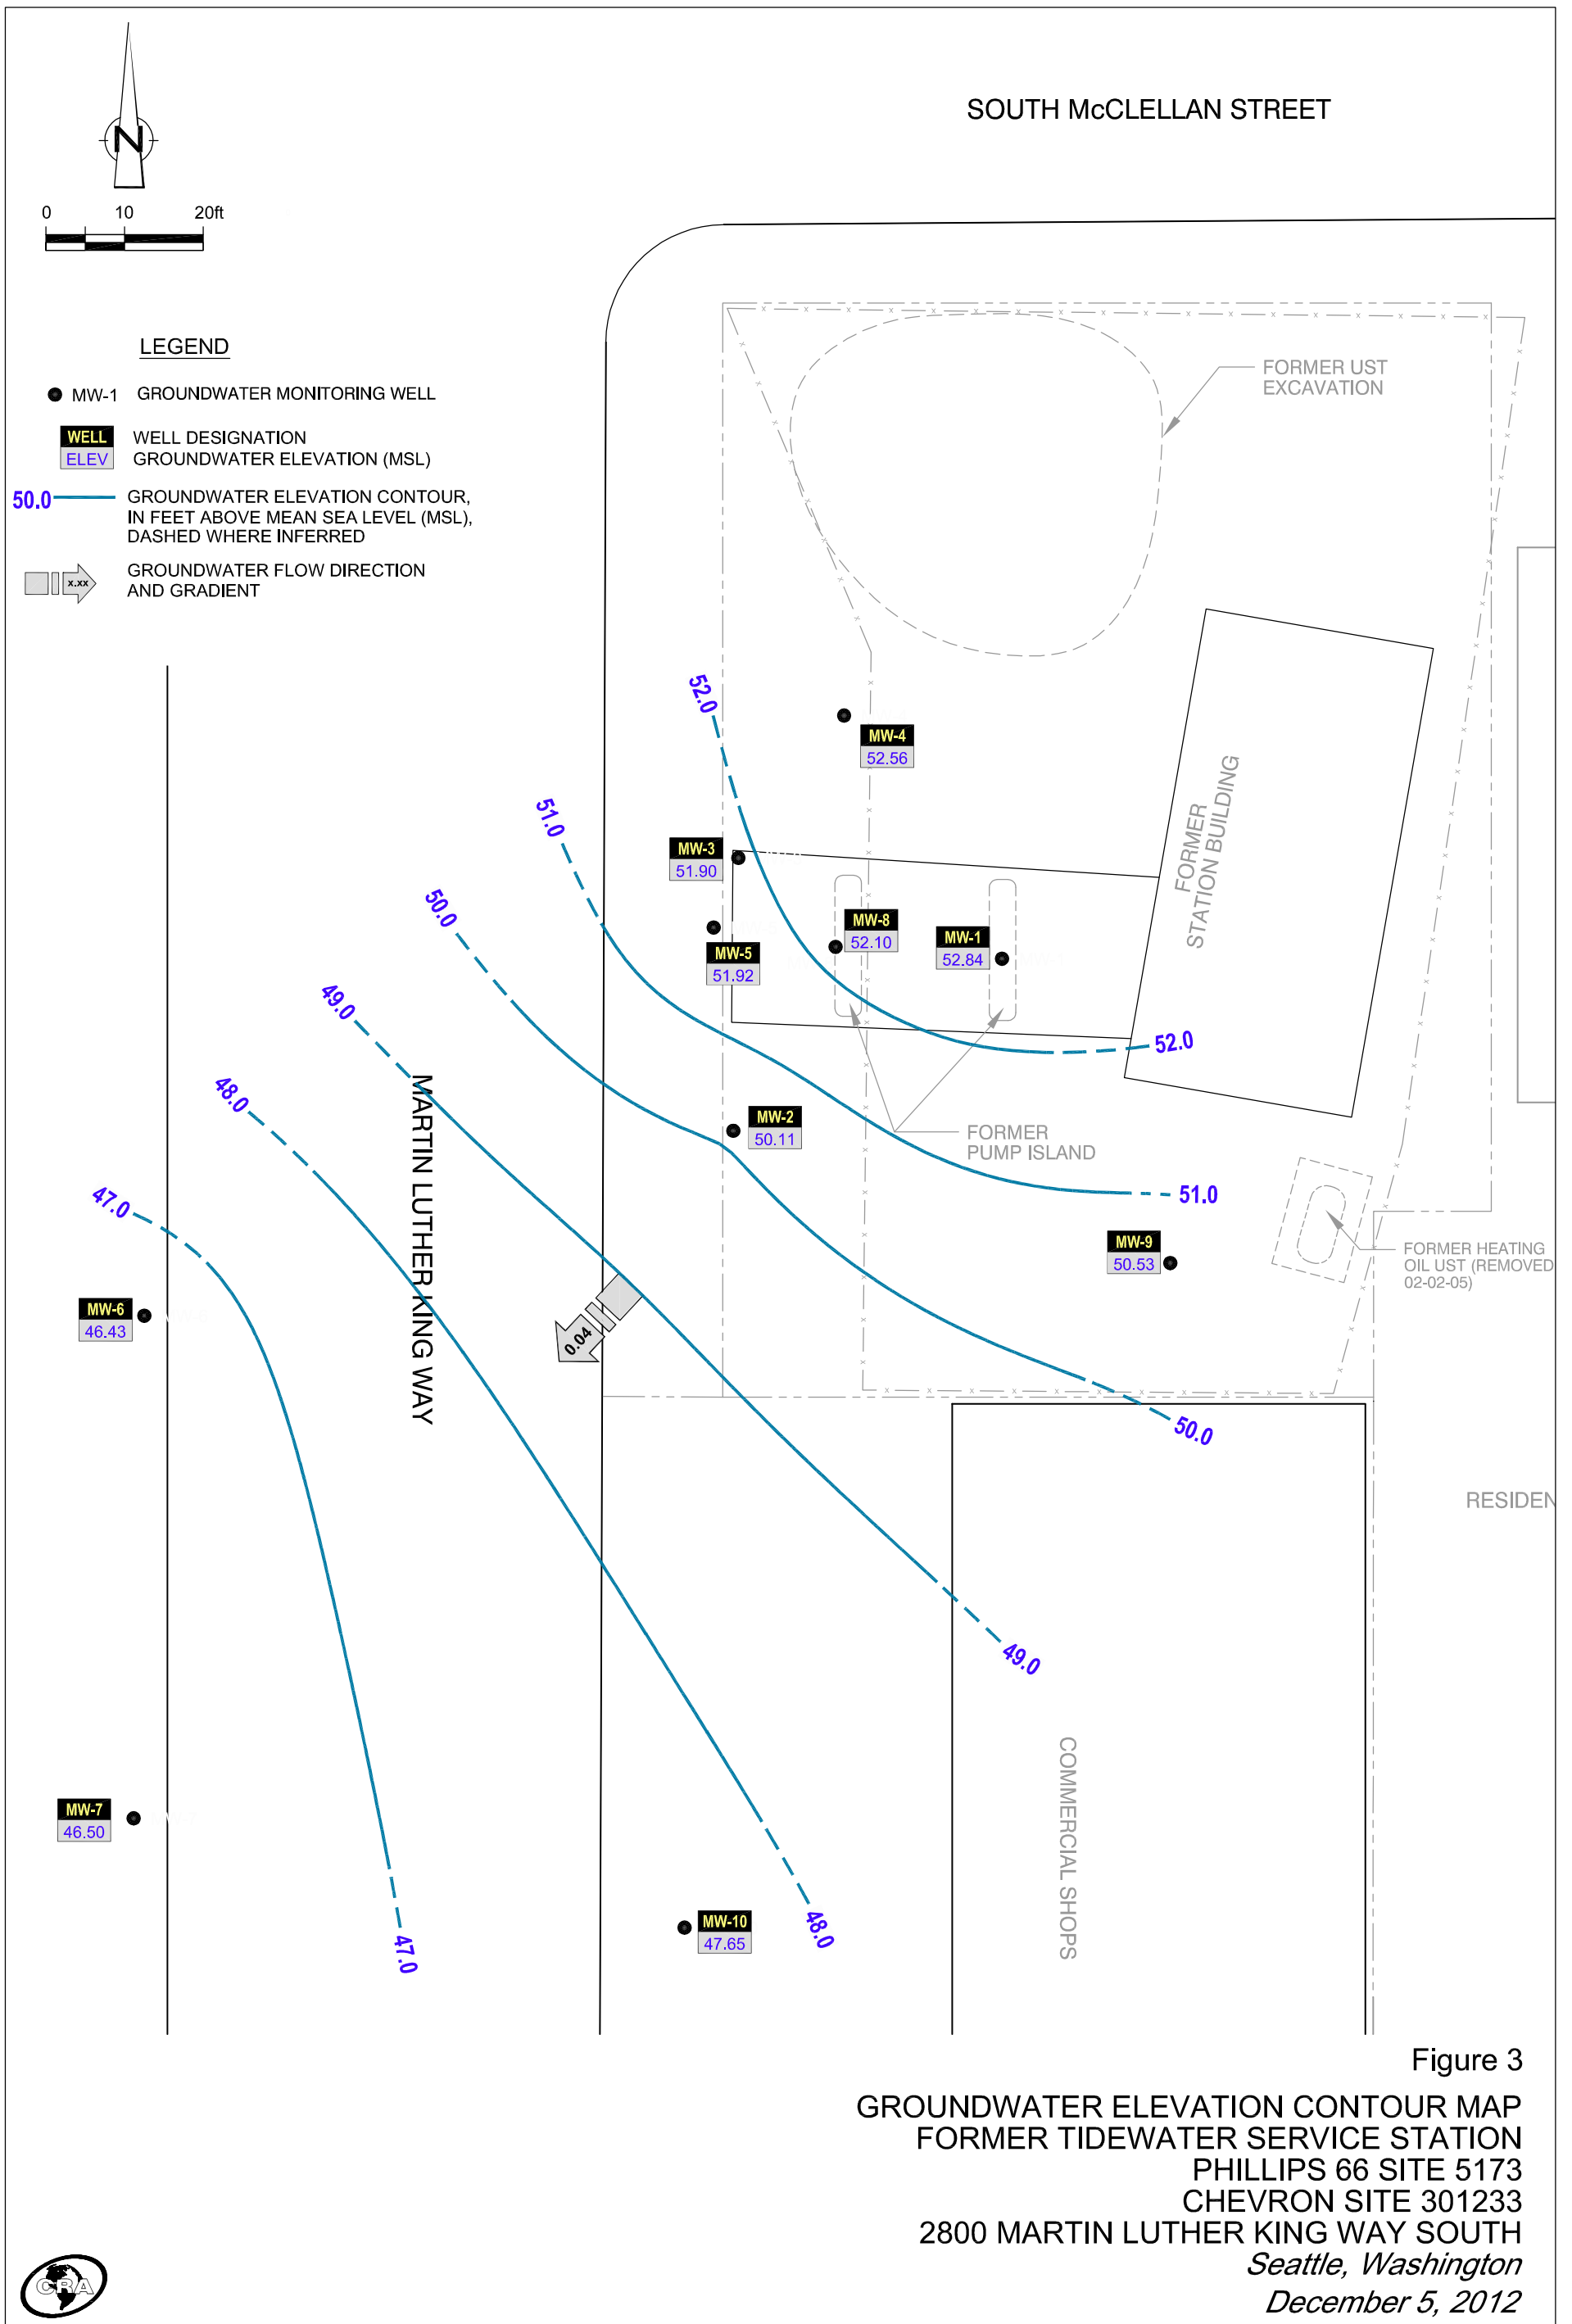 SOUTH McCLELLAN STREET
N
0 10 20ft
LEGEND
MW-1 GROUNDWATER MONITORING WELL
WELL WELL DESIGNATION
ELEV GROUNDWATER ELEVATION (MSL)
50.0 GROUNDWATER ELEVATION CONTOUR,
IN FEET ABOVE MEAN SEA LEVEL (MSL),
DASHED WHERE INFERRED
x.xx GROUNDWATER FLOW DIRECTION
AND GRADIENT
FORMER UST
EXCAVATION
52.0
MW-4
52.56
51.0
FORMER
STATION BUILDING
MW-3
51.90
50.0
MW-8
52.10
MW-1
52.84
MW-5
51.92
49.0
52.0
48.0
MARTIN LUTHER KING WAY
MW-2
50.11
FORMER
PUMP ISLAND
47.0
51.0
MW-9
50.53
FORMER HEATING
OIL UST (REMOVED
02-02-05)
MW-6
46.43
0.04
50.0
RESIDEN
49.0
COMMERCIAL SHOPS
MW-7
46.50
MW-10
47.65
48.0
47.0
Figure 3
GROUNDWATER ELEVATION CONTOUR MAP
FORMER TIDEWATER SERVICE STATION
PHILLIPS 66 SITE 5173
CHEVRON SITE 301233
2800 MARTIN LUTHER KING WAY SOUTH
Seattle, Washington
December 5, 2012
CRA